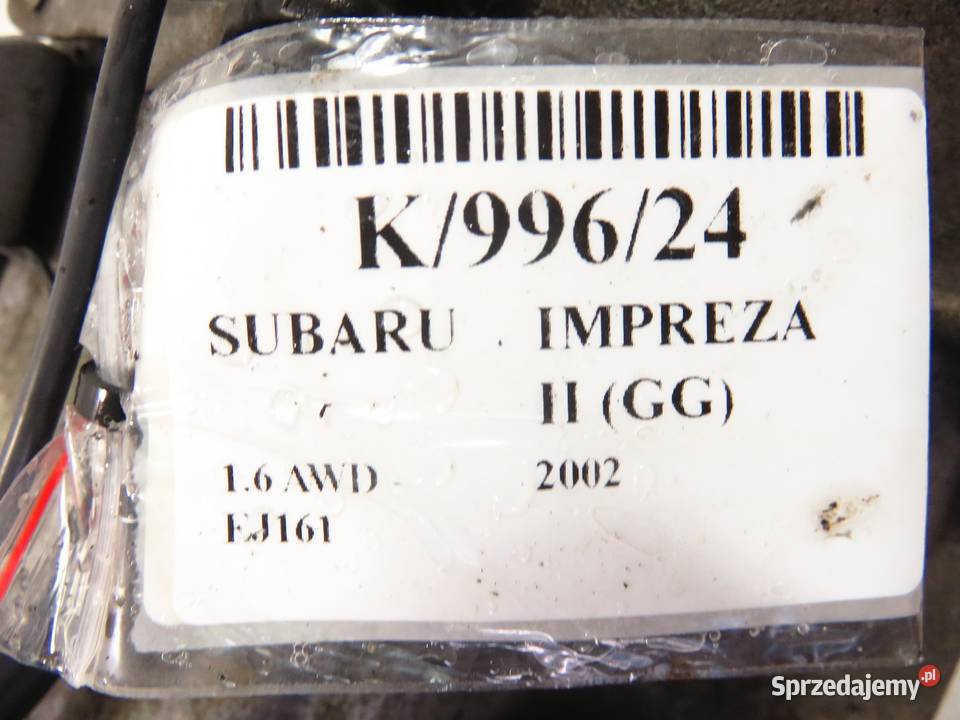 K/996/24
SUBARU IMPREZA
II (GG)
1.6 AWD - 2002
EJ161
Sprzedajemy.pl